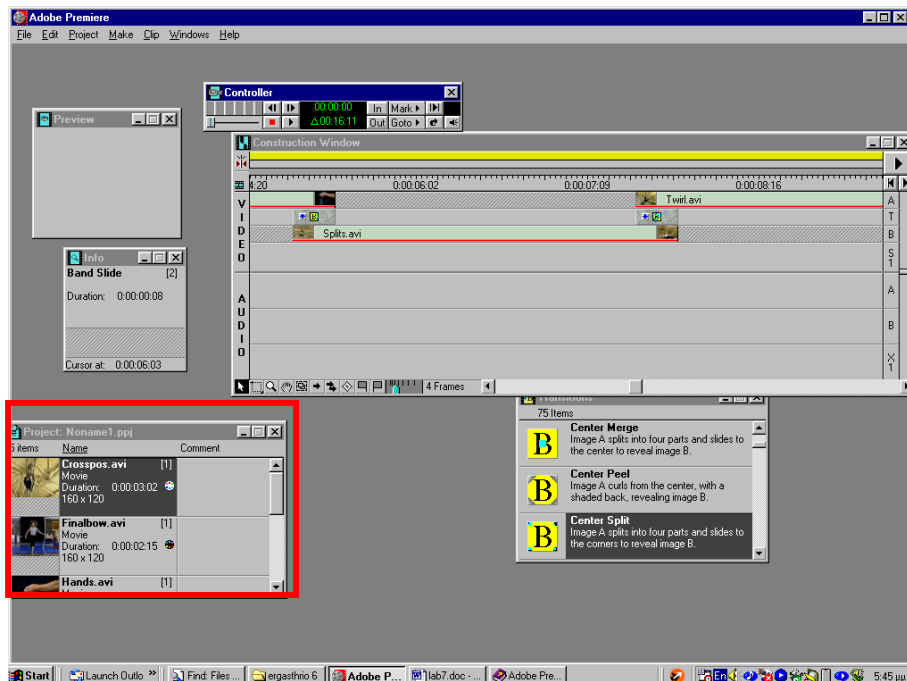 Adobe Premiere
File Edit Project Make Clip Windows Help
Controller
00:00:00 In Mark
△00:16:11 Out Goto
Preview
Construction Window
4:20 0:00:06:02 0:00:07:09 0:00:08:16
VIDEO
Twirl.avi A
T
Splits.avi B
S1
AUDIO
A
B
X1
4 Frames
Info
Band Slide [2]
Duration: 0:00:00:08
Cursor at: 0:00:06:03
Project: Noname1.ppj
items Name Comment
Crosspos.avi [1]
Movie
Duration: 0:00:03:02
160 x 120
Finalbow.avi [1]
Movie
Duration: 0:00:02:15
160 x 120
Hands.avi [1]
Transitions
75 Items
B Center Merge
Image A splits into four parts and slides to
the center to reveal image B.
B Center Peel
Image A curls from the center, with a
shaded back, revealing image B.
B Center Split
Image A splits into four parts and slides to
the corners to reveal image B.
Start Launch Outlo » Find: Files ... ergasthrio 6 Adobe P... lab7.doc - ... Adobe Pre... En 5:45 μμ